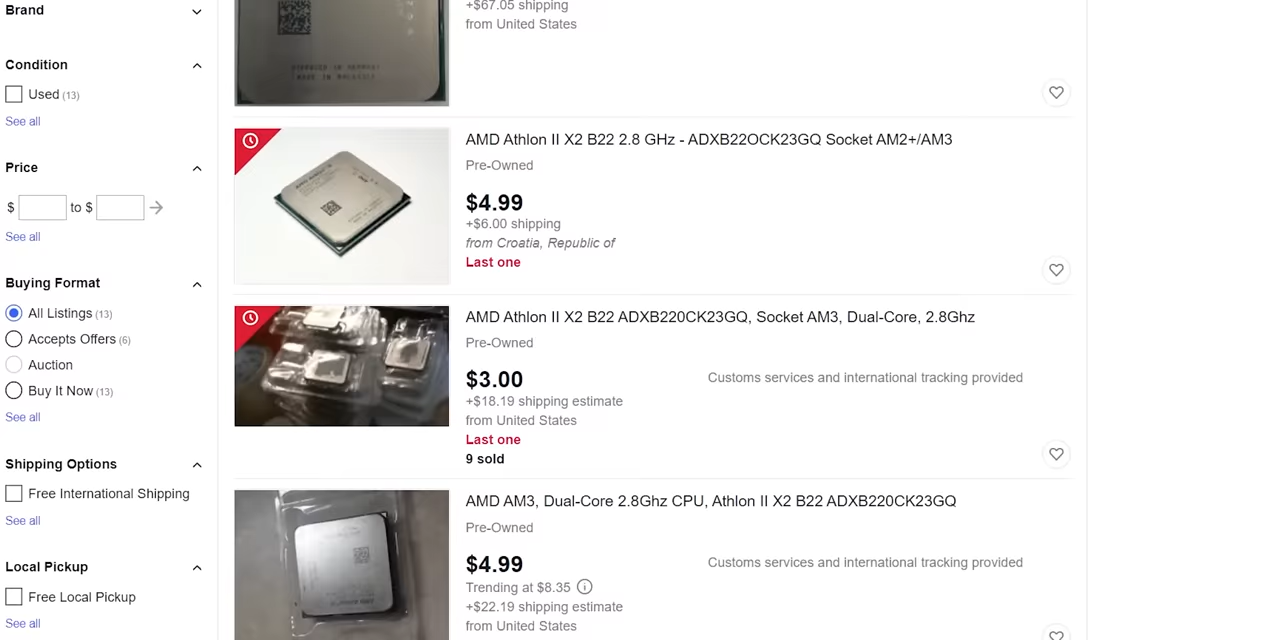 Brand
Condition
Used (13)
See all
Price
$ to $
See all
Buying Format
All Listings (13)
Accepts Offers (6)
Auction
Buy It Now (13)
See all
Shipping Options
Free International Shipping
See all
Local Pickup
Free Local Pickup
See all
+$67.05 shipping
from United States
AMD Athlon II X2 B22 2.8 GHz - ADXB22OCK23GQ Socket AM2+/AM3
Pre-Owned
$4.99
+$6.00 shipping
from Croatia, Republic of
Last one
AMD Athlon II X2 B22 ADXB220CK23GQ, Socket AM3, Dual-Core, 2.8Ghz
Pre-Owned
$3.00
Customs services and international tracking provided
+$18.19 shipping estimate
from United States
Last one
9 sold
AMD AM3, Dual-Core 2.8Ghz CPU, Athlon II X2 B22 ADXB220CK23GQ
Pre-Owned
$4.99
Customs services and international tracking provided
Trending at $8.35
+$22.19 shipping estimate
from United States